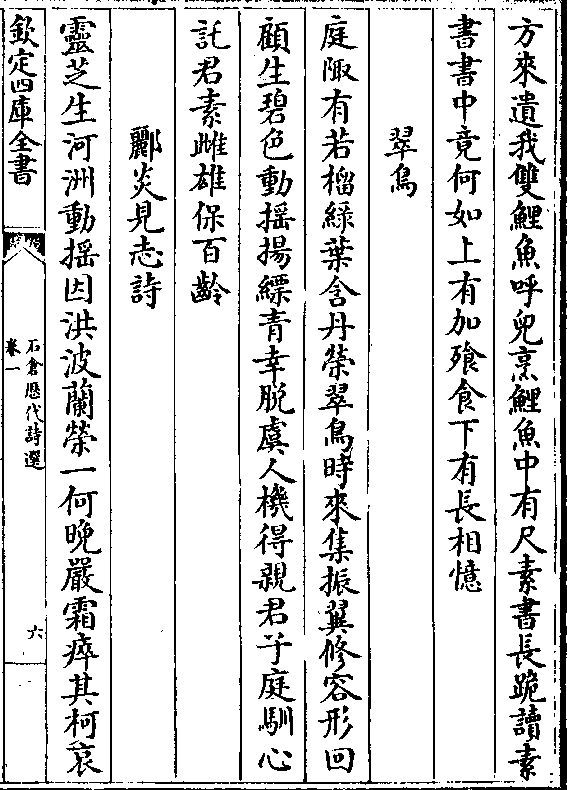 方來遺我雙鯉魚呼兒烹鯉魚中有尺素書長跪讀素
書書中竟何如上有加飱食下有長相憶
翠鳥
庭陬有若榴綠葉含丹榮翠鳥時來集振翼修容形回
顧生碧色動揺揚縹青幸脫虞人機得親君子庭馴心
託君素雌雄保百齡
酈炎見志詩
靈芝生河洲動揺因洪波蘭榮一何晚嚴霜瘁其柯哀
欽定四庫全書
石倉歷代詩選
卷一
六